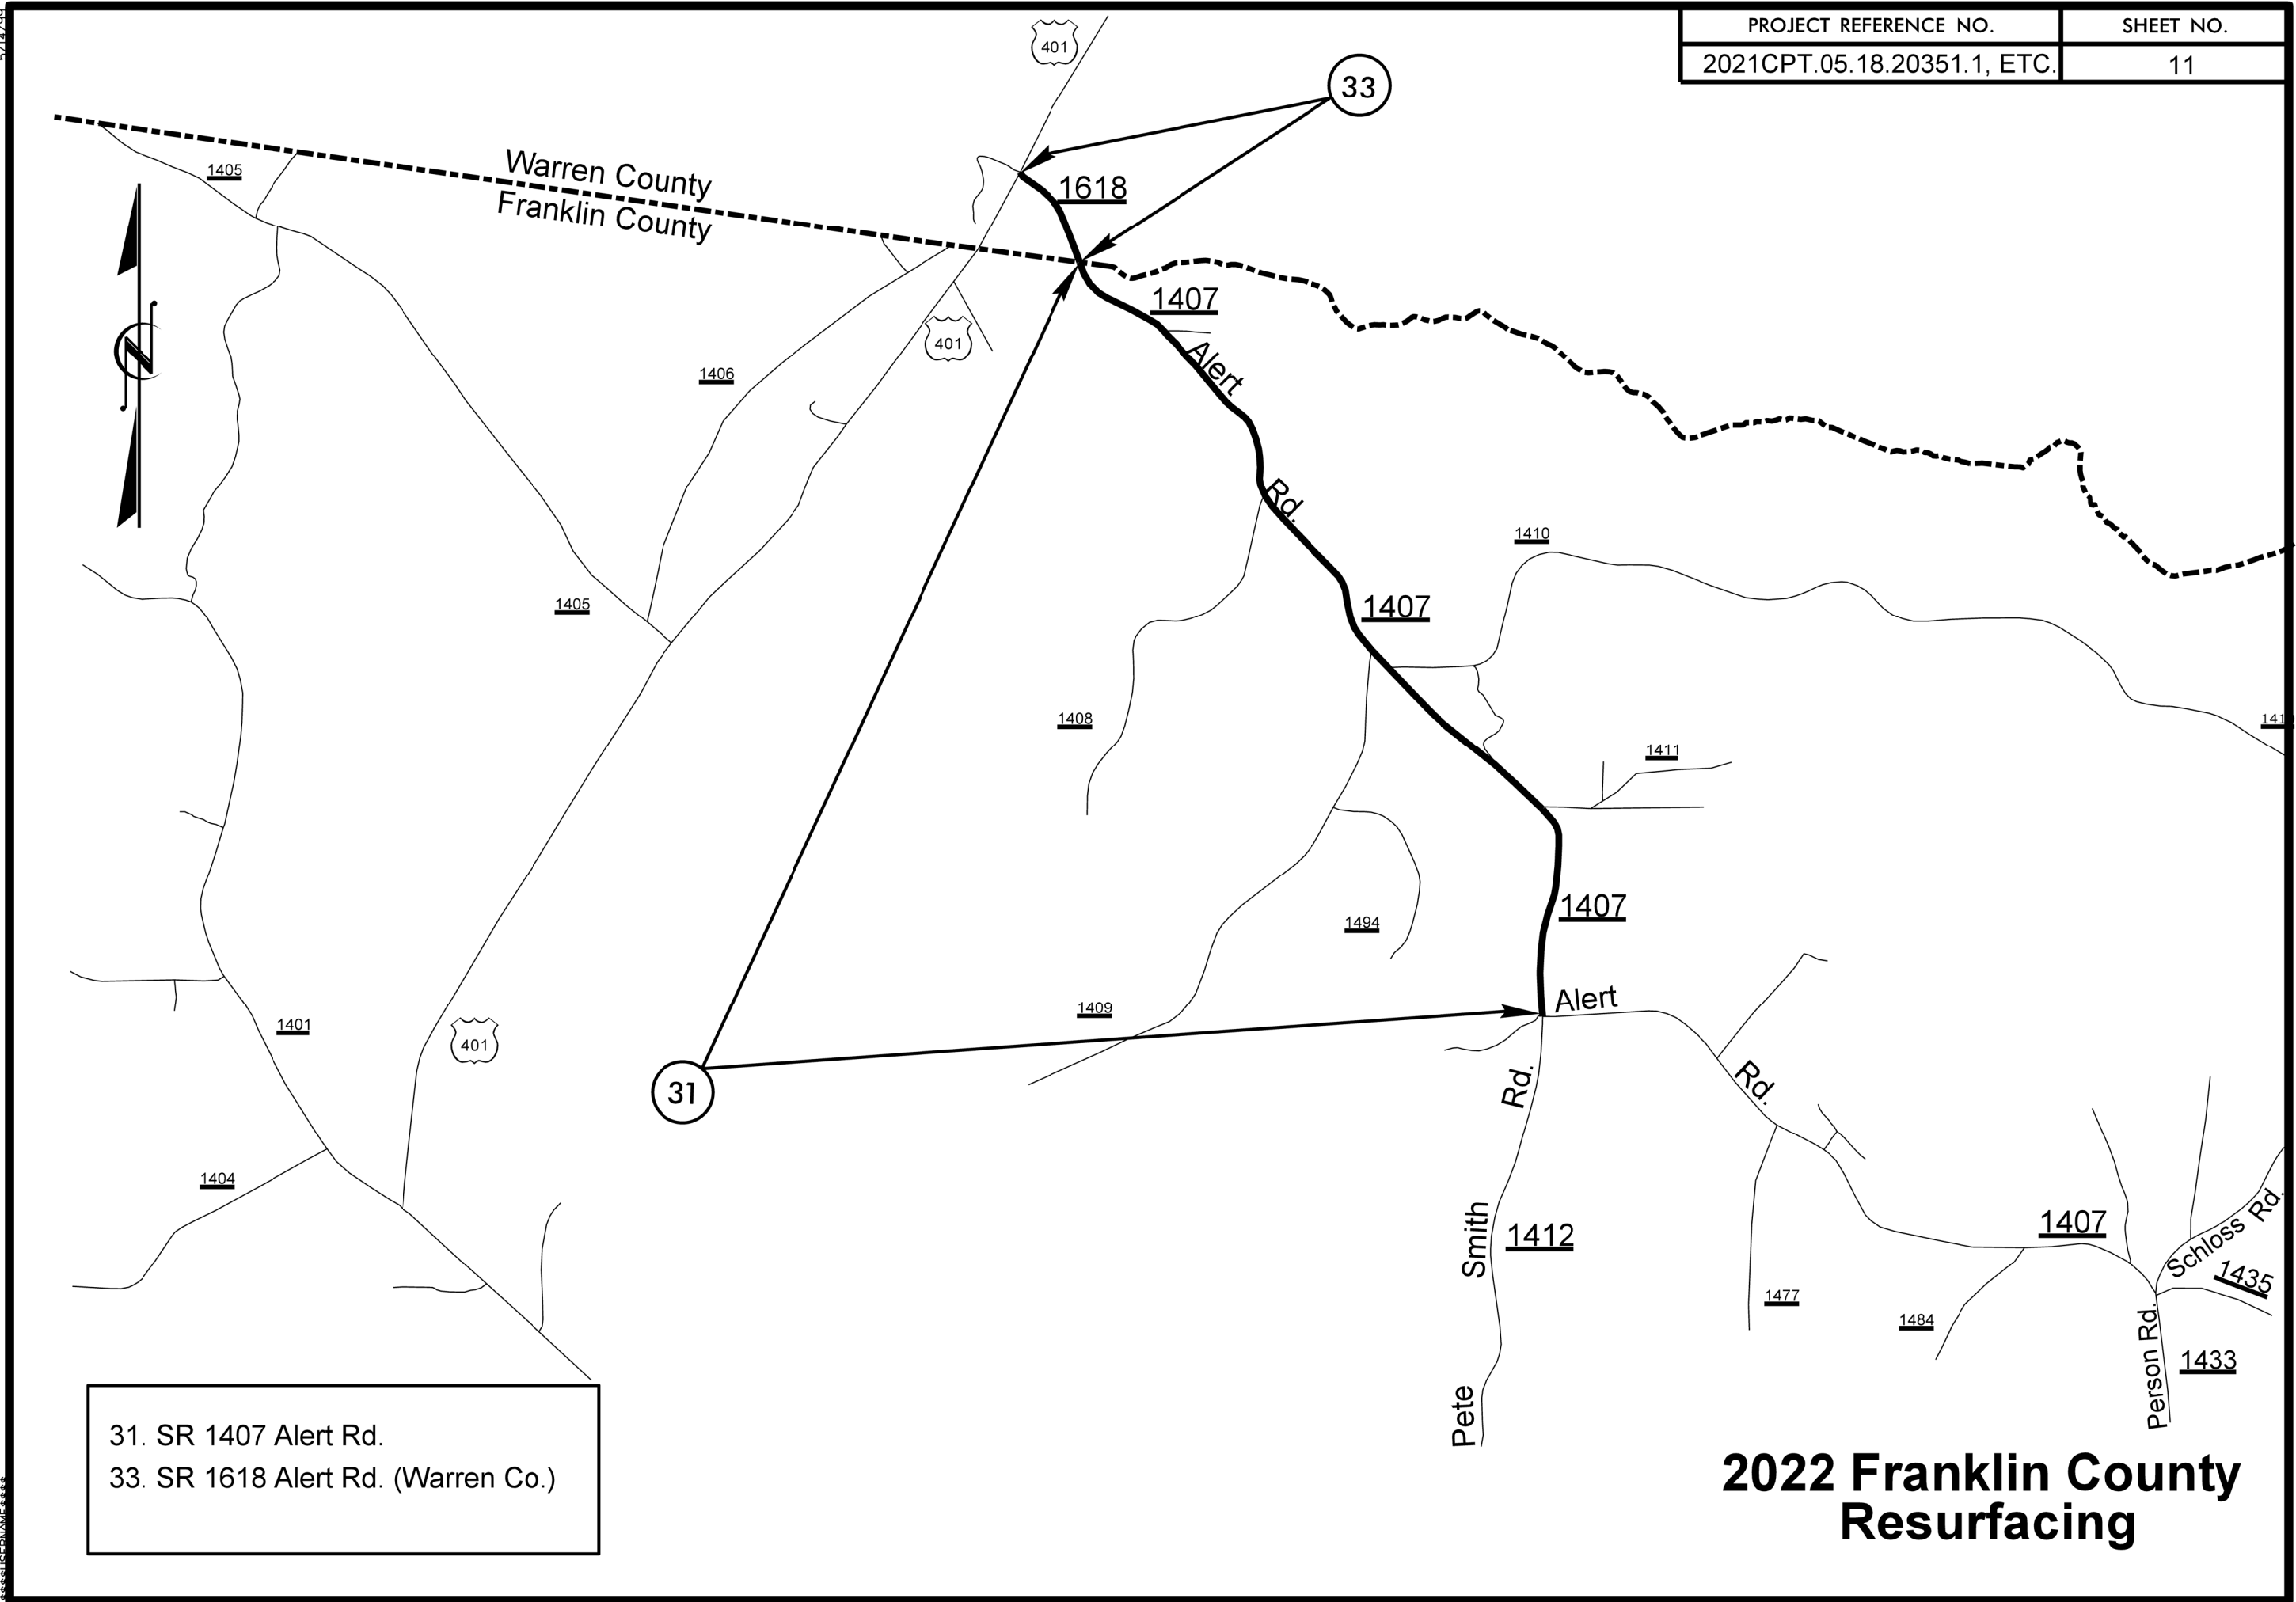 PROJECT REFERENCE NO. SHEET NO.
2021CPT.05.18.20351.1, ETC. 11
401
33
1405
Warren County
Franklin County
1618
1407
401
Alert
1406
Rd.
1410
1405
1407
1408
1411
1407
1494
Alert
1409
1401
401
31
Rd.
Rd.
1404
Smith
1412
1407
Schloss Rd.
1435
1477
1484
Person Rd.
1433
Pete
31. SR 1407 Alert Rd.
33. SR 1618 Alert Rd. (Warren Co.)
2022 Franklin County
Resurfacing